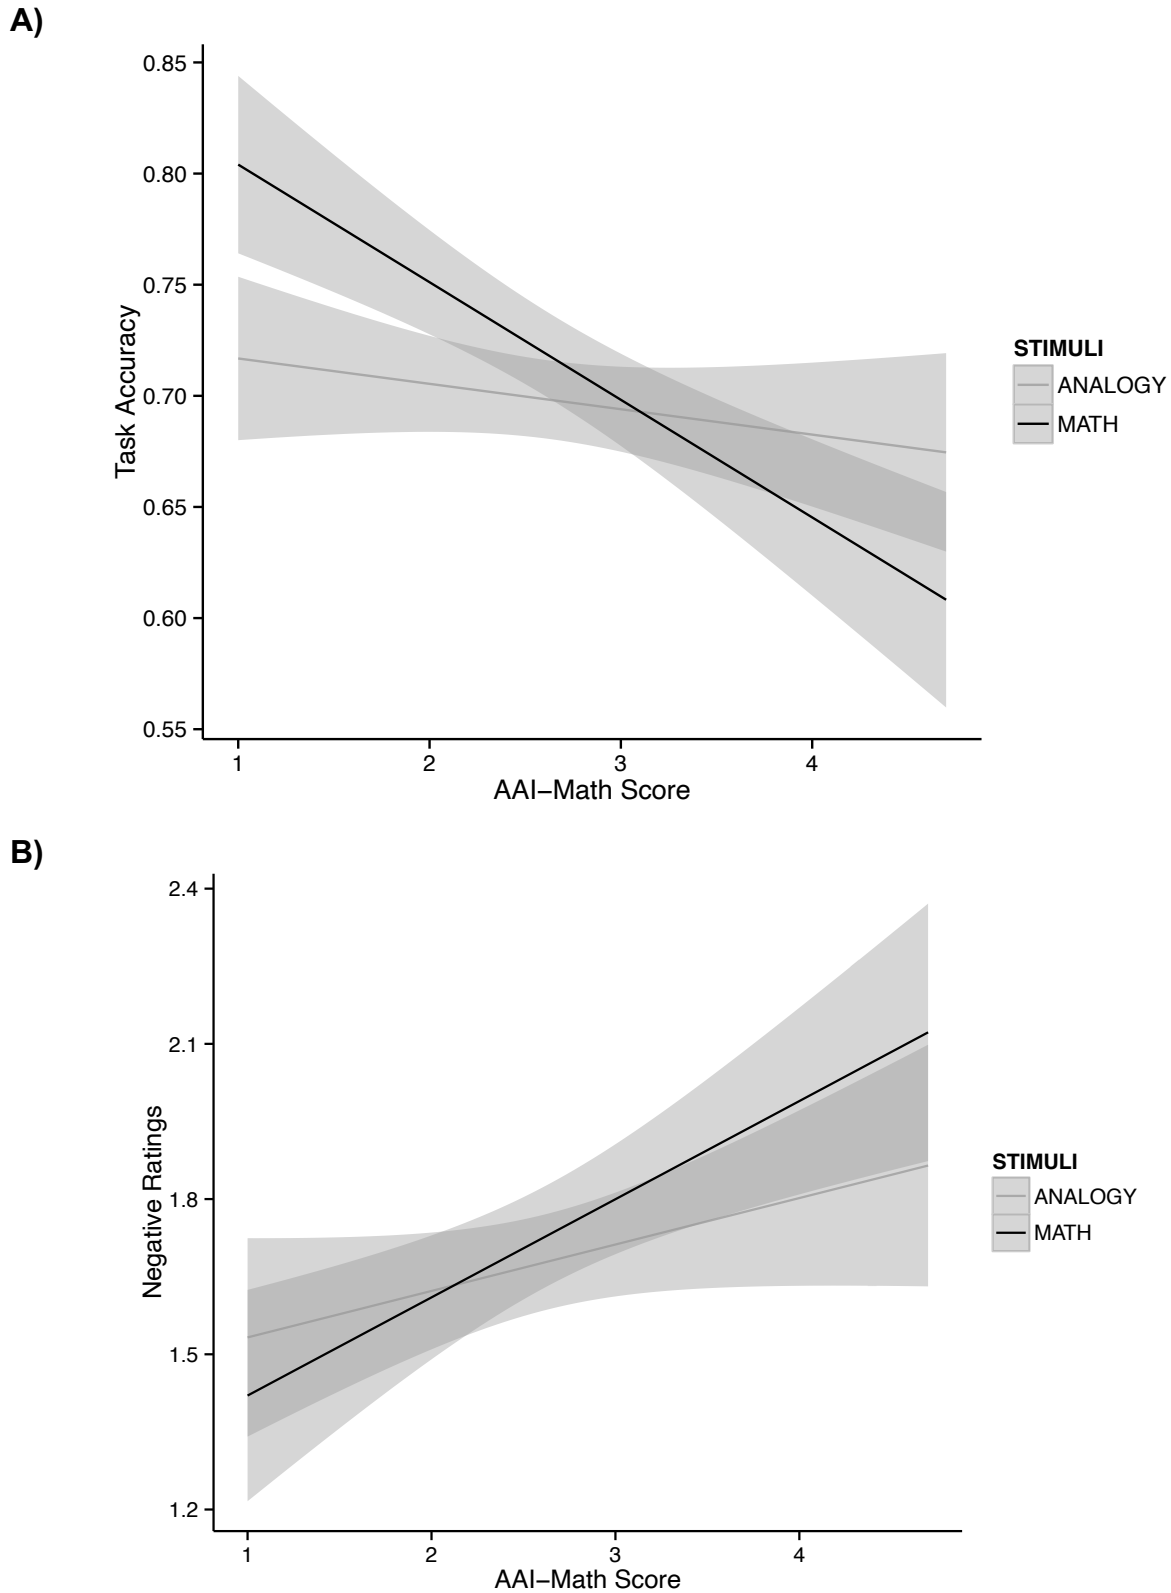 A)
0.85
0.80
0.75
0.70
0.65
0.60
0.55
Task Accuracy
1 2 3 4
AAI−Math Score
STIMULI
ANALOGY
MATH
B)
2.4
2.1
1.8
1.5
1.2
Negative Ratings
1 2 3 4
AAI−Math Score
STIMULI
ANALOGY
MATH